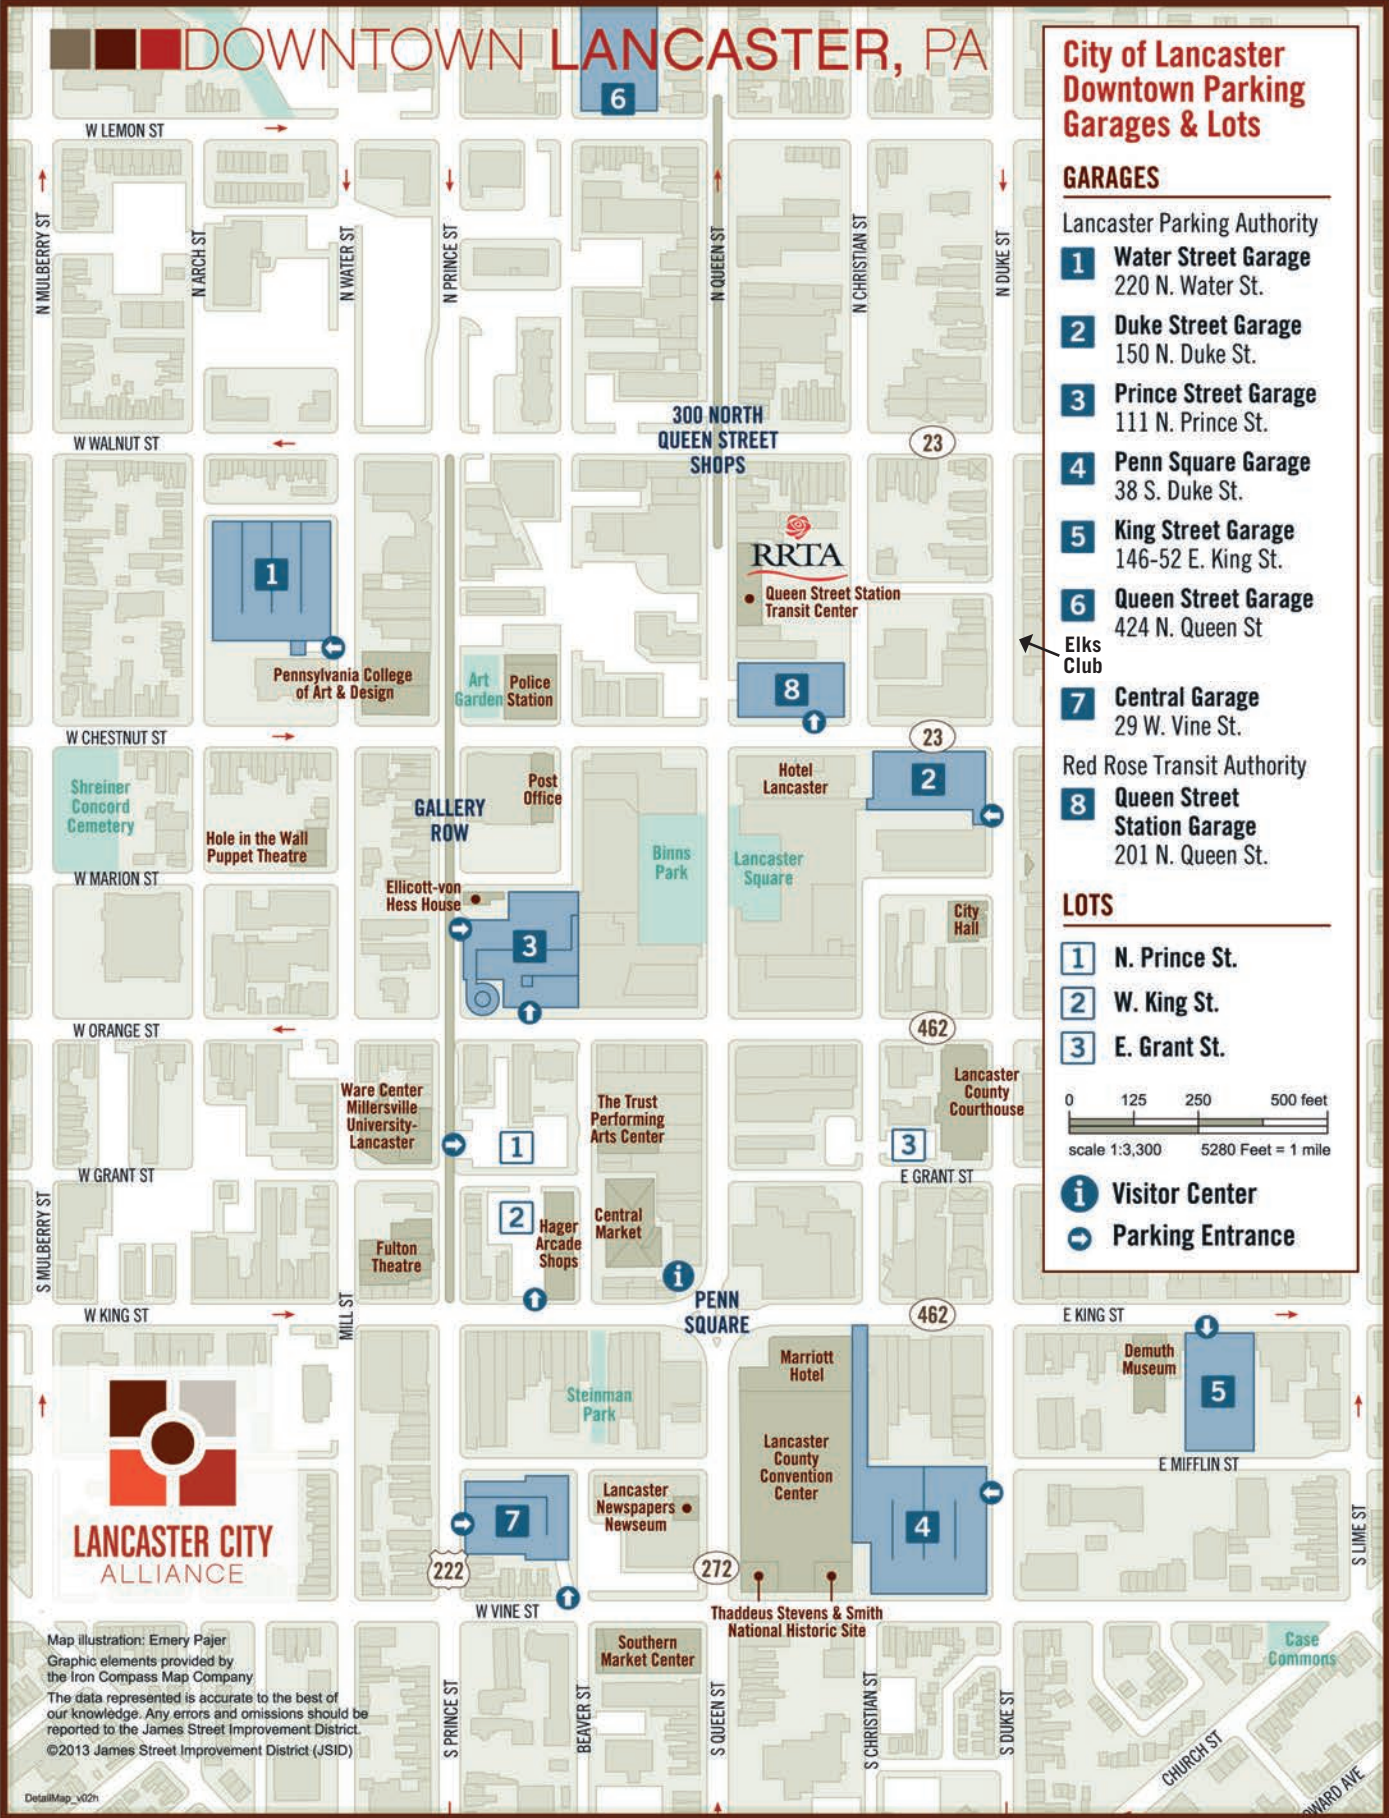 DOWNTOWN LANCASTER, PA
6
W LEMON ST
N MULBERRY ST
N ARCH ST
N WATER ST
N PRINCE ST
N QUEEN ST
N CHRISTIAN ST
N DUKE ST
300 NORTH
QUEEN STREET
SHOPS
W WALNUT ST
23
1
RRTA
Queen Street Station
Transit Center
Pennsylvania College
of Art & Design
Art
Garden
Police
Station
8
W CHESTNUT ST
23
Shreiner
Concord
Cemetery
Hole in the Wall
Puppet Theatre
GALLERY
ROW
Post
Office
Hotel
Lancaster
2
Binns
Park
Lancaster
Square
W MARION ST
Ellicott-von
Hess House
3
City
Hall
W ORANGE ST
462
Ware Center
Millersville
University-
Lancaster
1
The Trust
Performing
Arts Center
Lancaster
County
Courthouse
3
W GRANT ST
E GRANT ST
S MULBERRY ST
2
Hager
Arcade
Shops
Central
Market
Fulton
Theatre
i
PENN
SQUARE
W KING ST
MILL ST
462
E KING ST
Marriott
Hotel
Demuth
Museum
5
Steinman
Park
Lancaster
County
Convention
Center
E MIFFLIN ST
Lancaster
Newspapers
Newseum
7
4
S LIME ST
LANCASTER CITY
ALLIANCE
222
272
W VINE ST
Thaddeus Stevens & Smith
National Historic Site
Southern
Market Center
Case
Commons
S PRINCE ST
BEAVER ST
S QUEEN ST
S CHRISTIAN ST
S DUKE ST
CHURCH ST
Map illustration: Emery Pajer
Graphic elements provided by
the Iron Compass Map Company
The data represented is accurate to the best of
our knowledge. Any errors and omissions should be
reported to the James Street Improvement District.
©2013 James Street Improvement District (JSID)
DetailMap_v02h
City of Lancaster
Downtown Parking
Garages & Lots
GARAGES
Lancaster Parking Authority
1 Water Street Garage
220 N. Water St.
2 Duke Street Garage
150 N. Duke St.
3 Prince Street Garage
111 N. Prince St.
4 Penn Square Garage
38 S. Duke St.
5 King Street Garage
146-52 E. King St.
6 Queen Street Garage
424 N. Queen St
Elks
Club
7 Central Garage
29 W. Vine St.
Red Rose Transit Authority
8 Queen Street
Station Garage
201 N. Queen St.
LOTS
1 N. Prince St.
2 W. King St.
3 E. Grant St.
0 125 250 500 feet
scale 1:3,300 5280 Feet = 1 mile
i Visitor Center
Parking Entrance